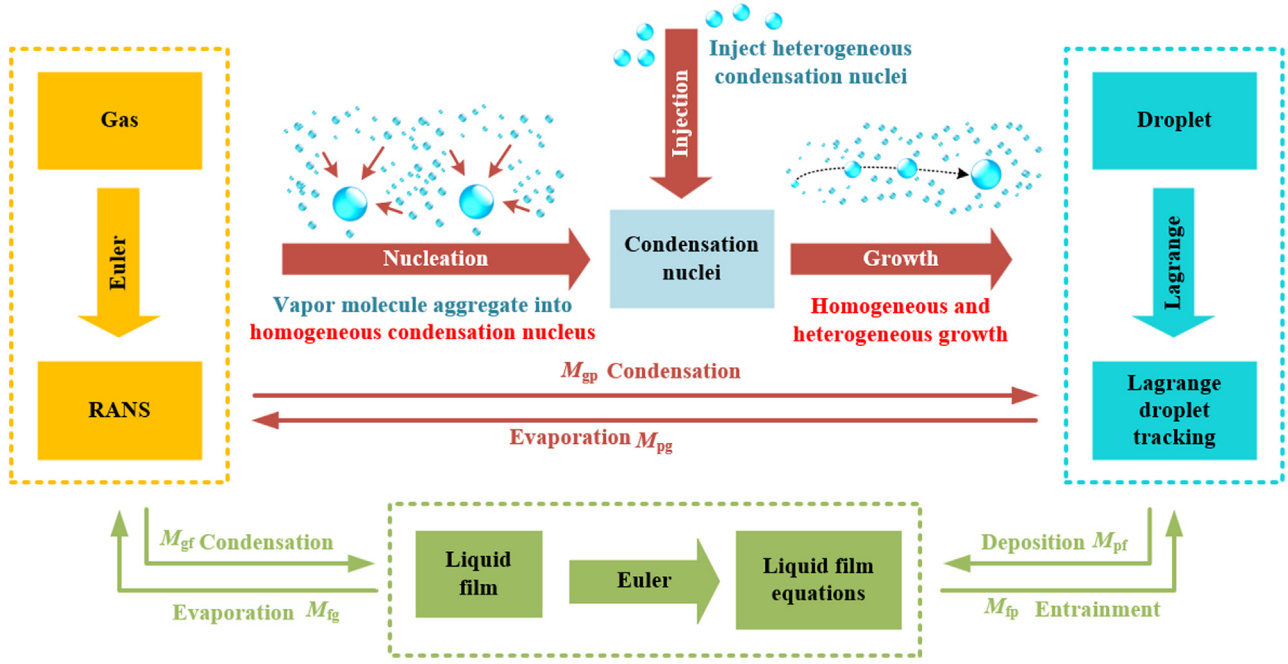 Gas
Euler
RANS
Inject heterogeneous
condensation nuclei
Injection
Nucleation
Vapor molecule aggregate into
homogeneous condensation nucleus
Condensation
nuclei
Growth
Homogeneous and
heterogeneous growth
Droplet
Lagrange
Lagrange
droplet
tracking
Mgp Condensation
Evaporation Mpg
Mgf Condensation
Evaporation Mfg
Liquid
film
Euler
Liquid film
equations
Deposition Mpf
Mfp Entrainment